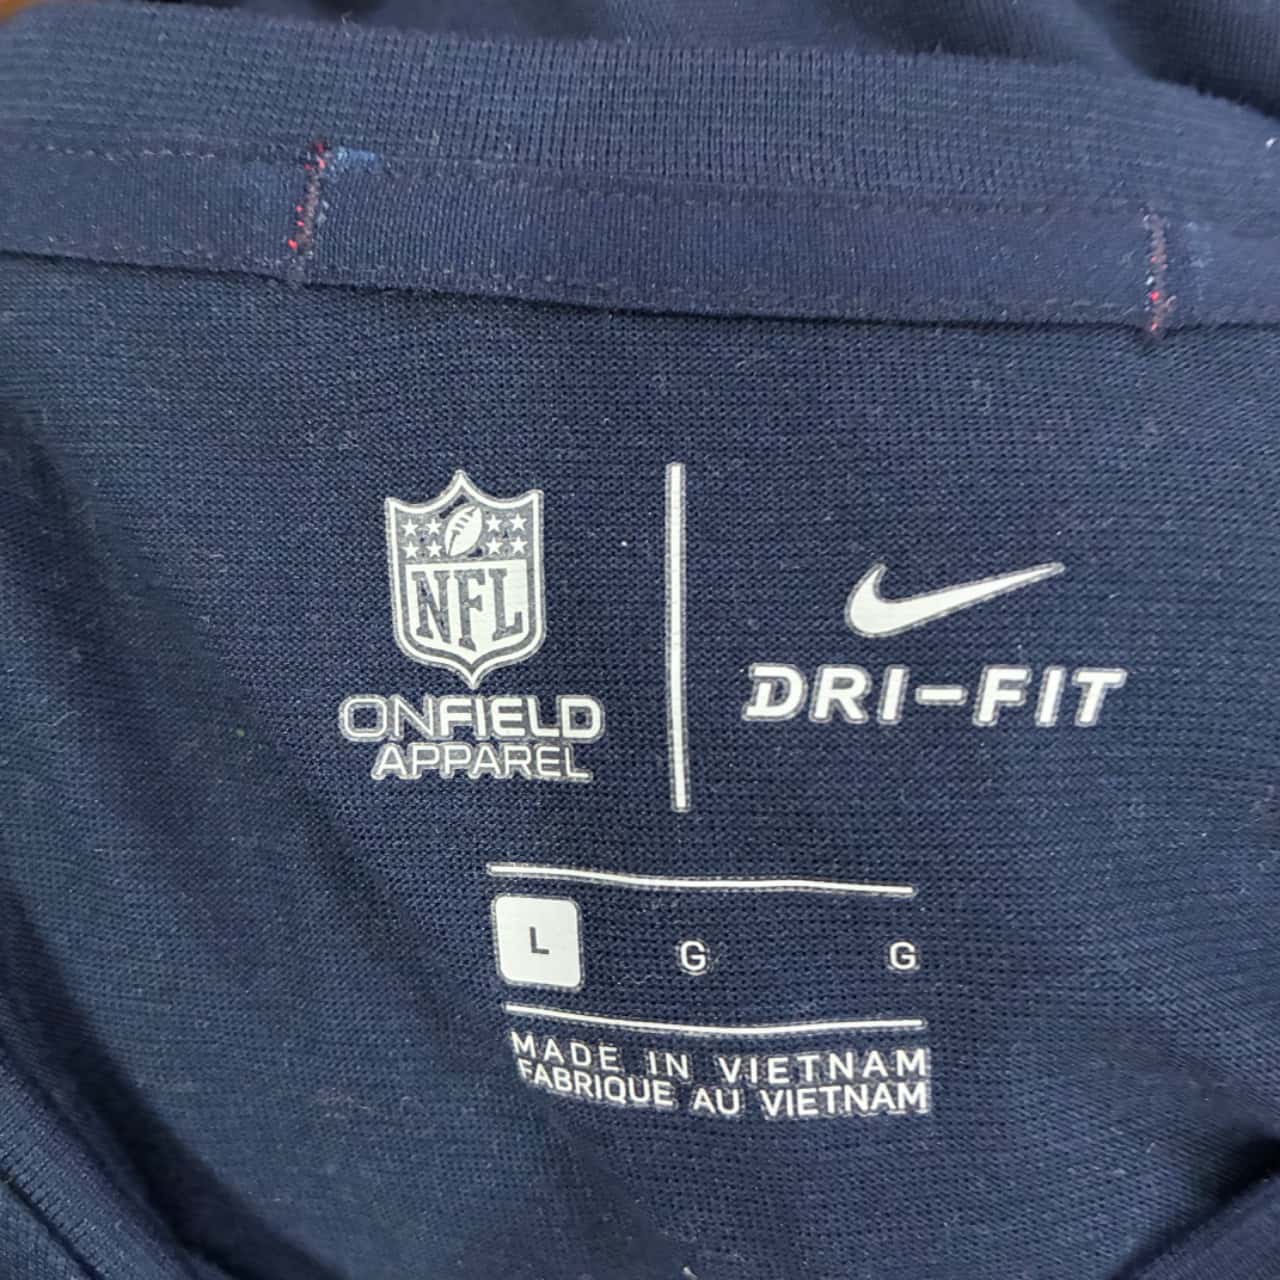 NFL
ONFIELD
APPAREL
DRI-FIT
L G G
MADE IN VIETNAM
FABRIQUE AU VIETNAM